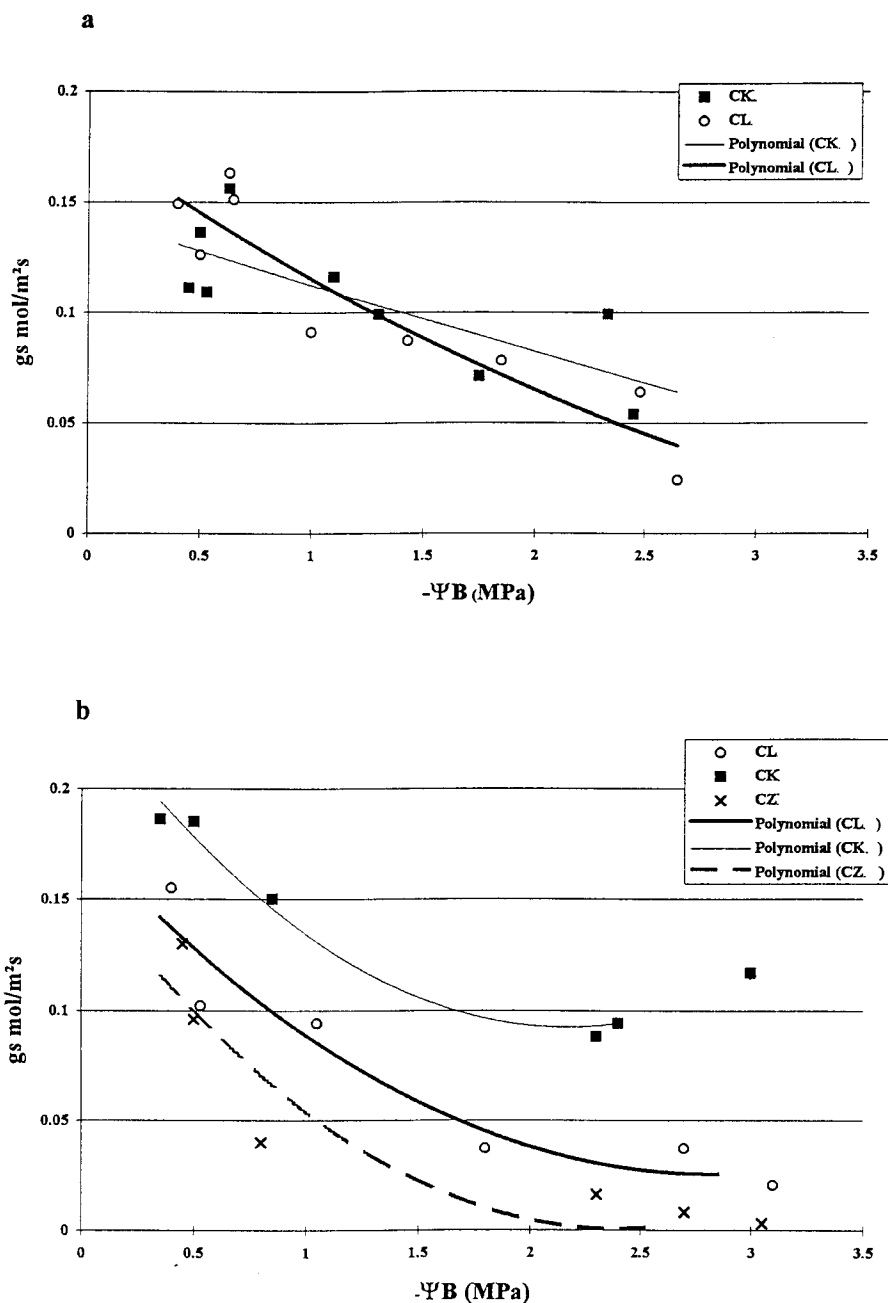 a
0.2
0.15
0.1
0.05
0
gs mol/m²s
CK.
CL
Polynomial (CK. )
Polynomial (CL. )
0 0.5 1 1.5 2 2.5 3 3.5
-ΨB (MPa)
b
0.2
0.15
0.1
0.05
0
gs mol/m²s
CL
CK
CZ.
Polynomial (CL. )
Polynomial (CK. )
Polynomial (CZ. )
0 0.5 1 1.5 2 2.5 3 3.5
-ΨB (MPa)